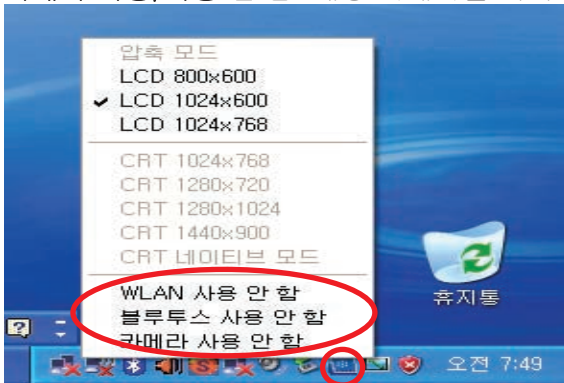 압축 모드
LCD 800x600
LCD 1024x600
LCD 1024x768
CRT 1024x768
CRT 1280x720
CRT 1280x1024
CRT 1440x900
CRT 네이티브 모드
WLAN 사용 안 함
블루투스 사용 안 함
카메라 사용 안 함
휴지통
오전 7:49